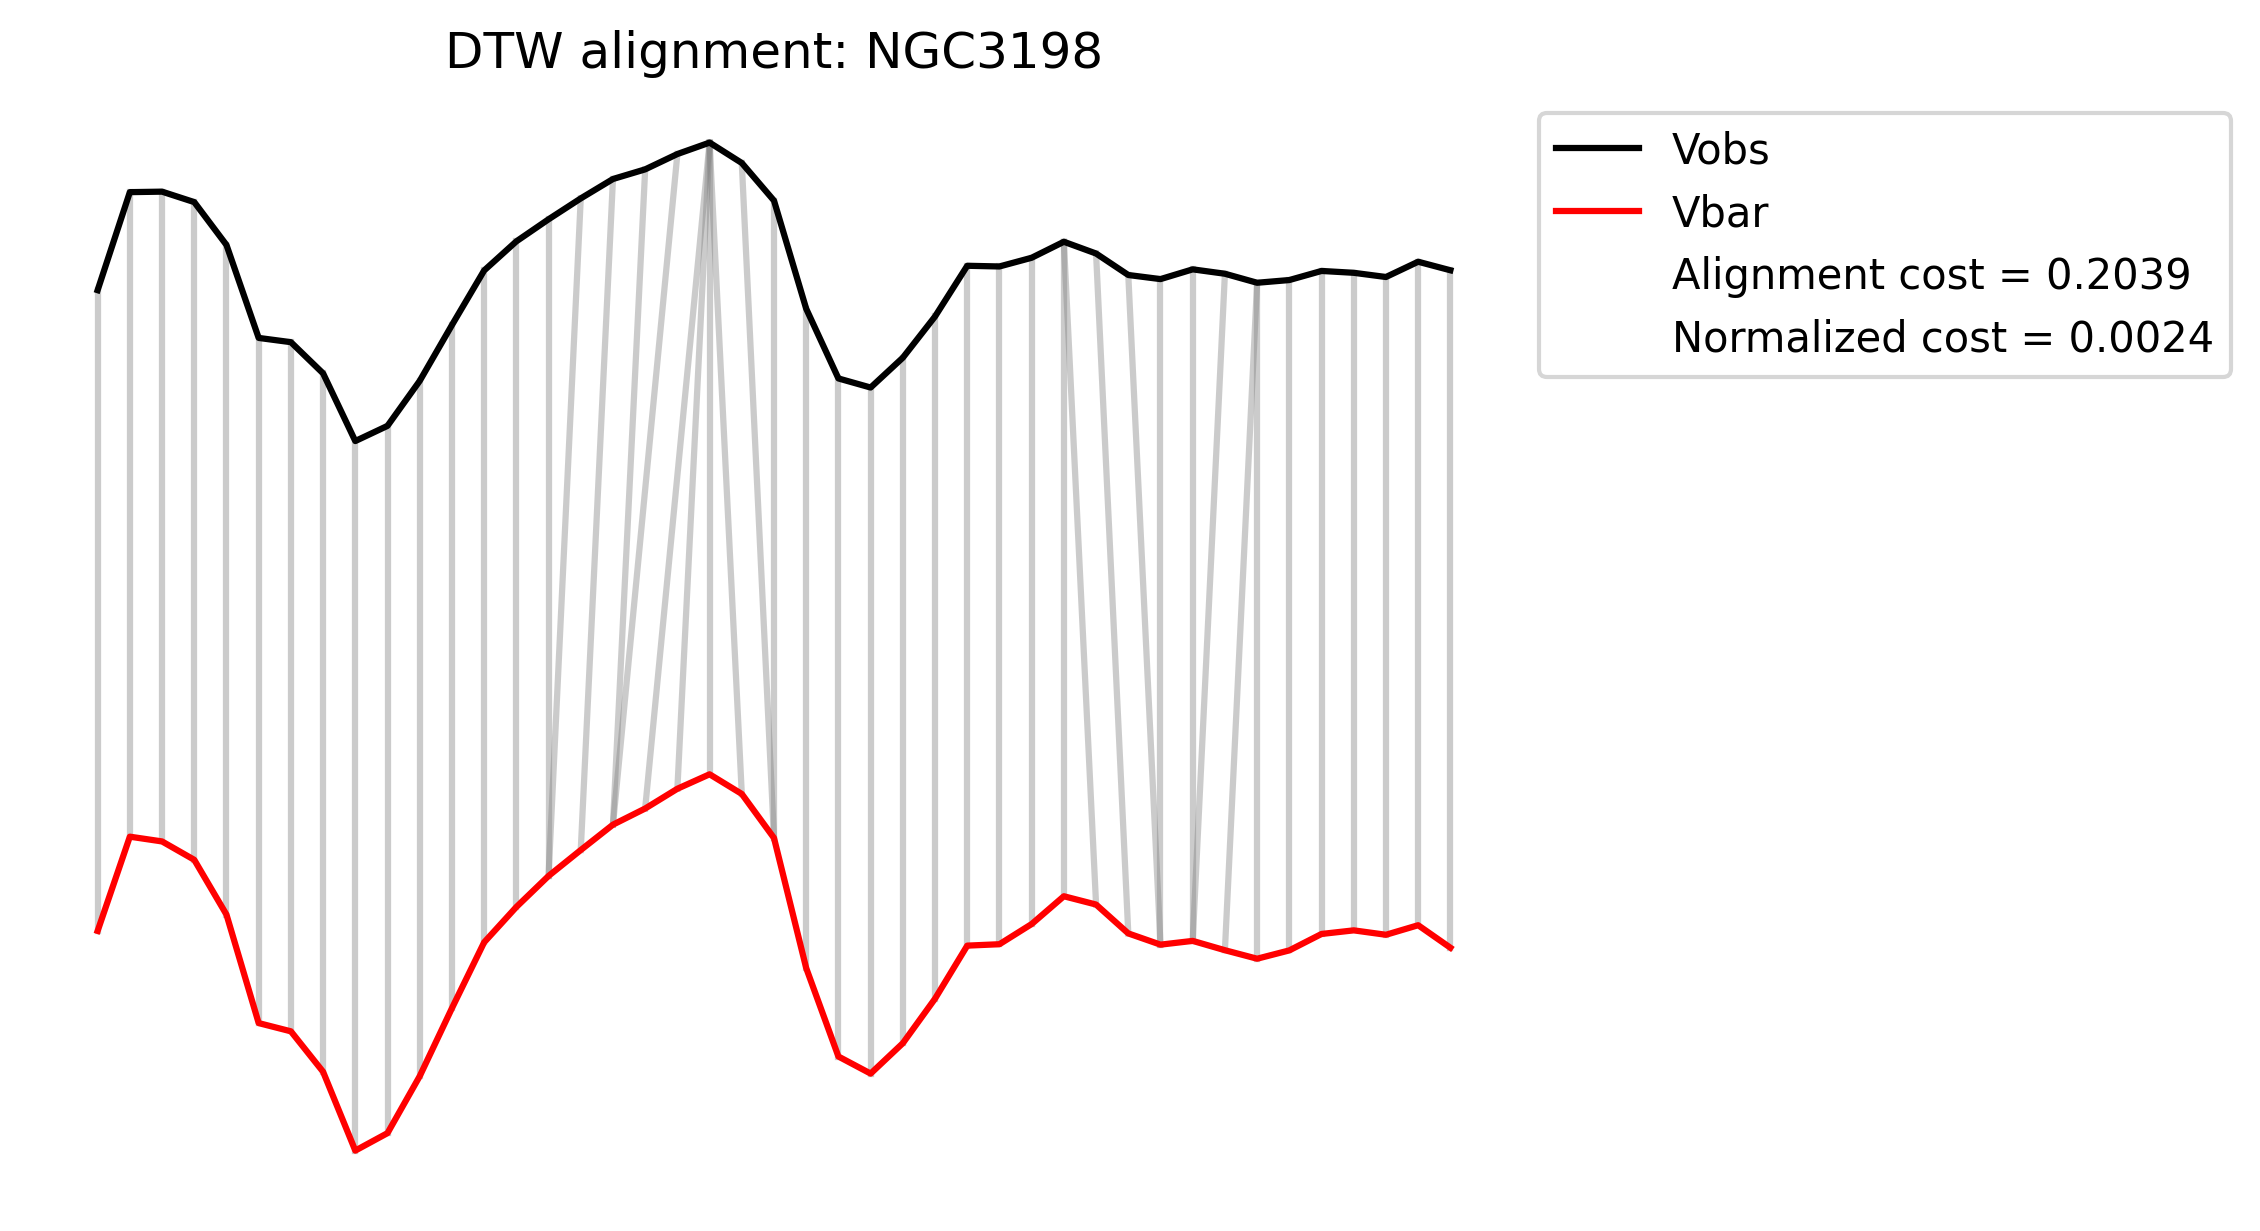 DTW alignment: NGC3198
Vobs
Vbar
Alignment cost = 0.2039
Normalized cost = 0.0024